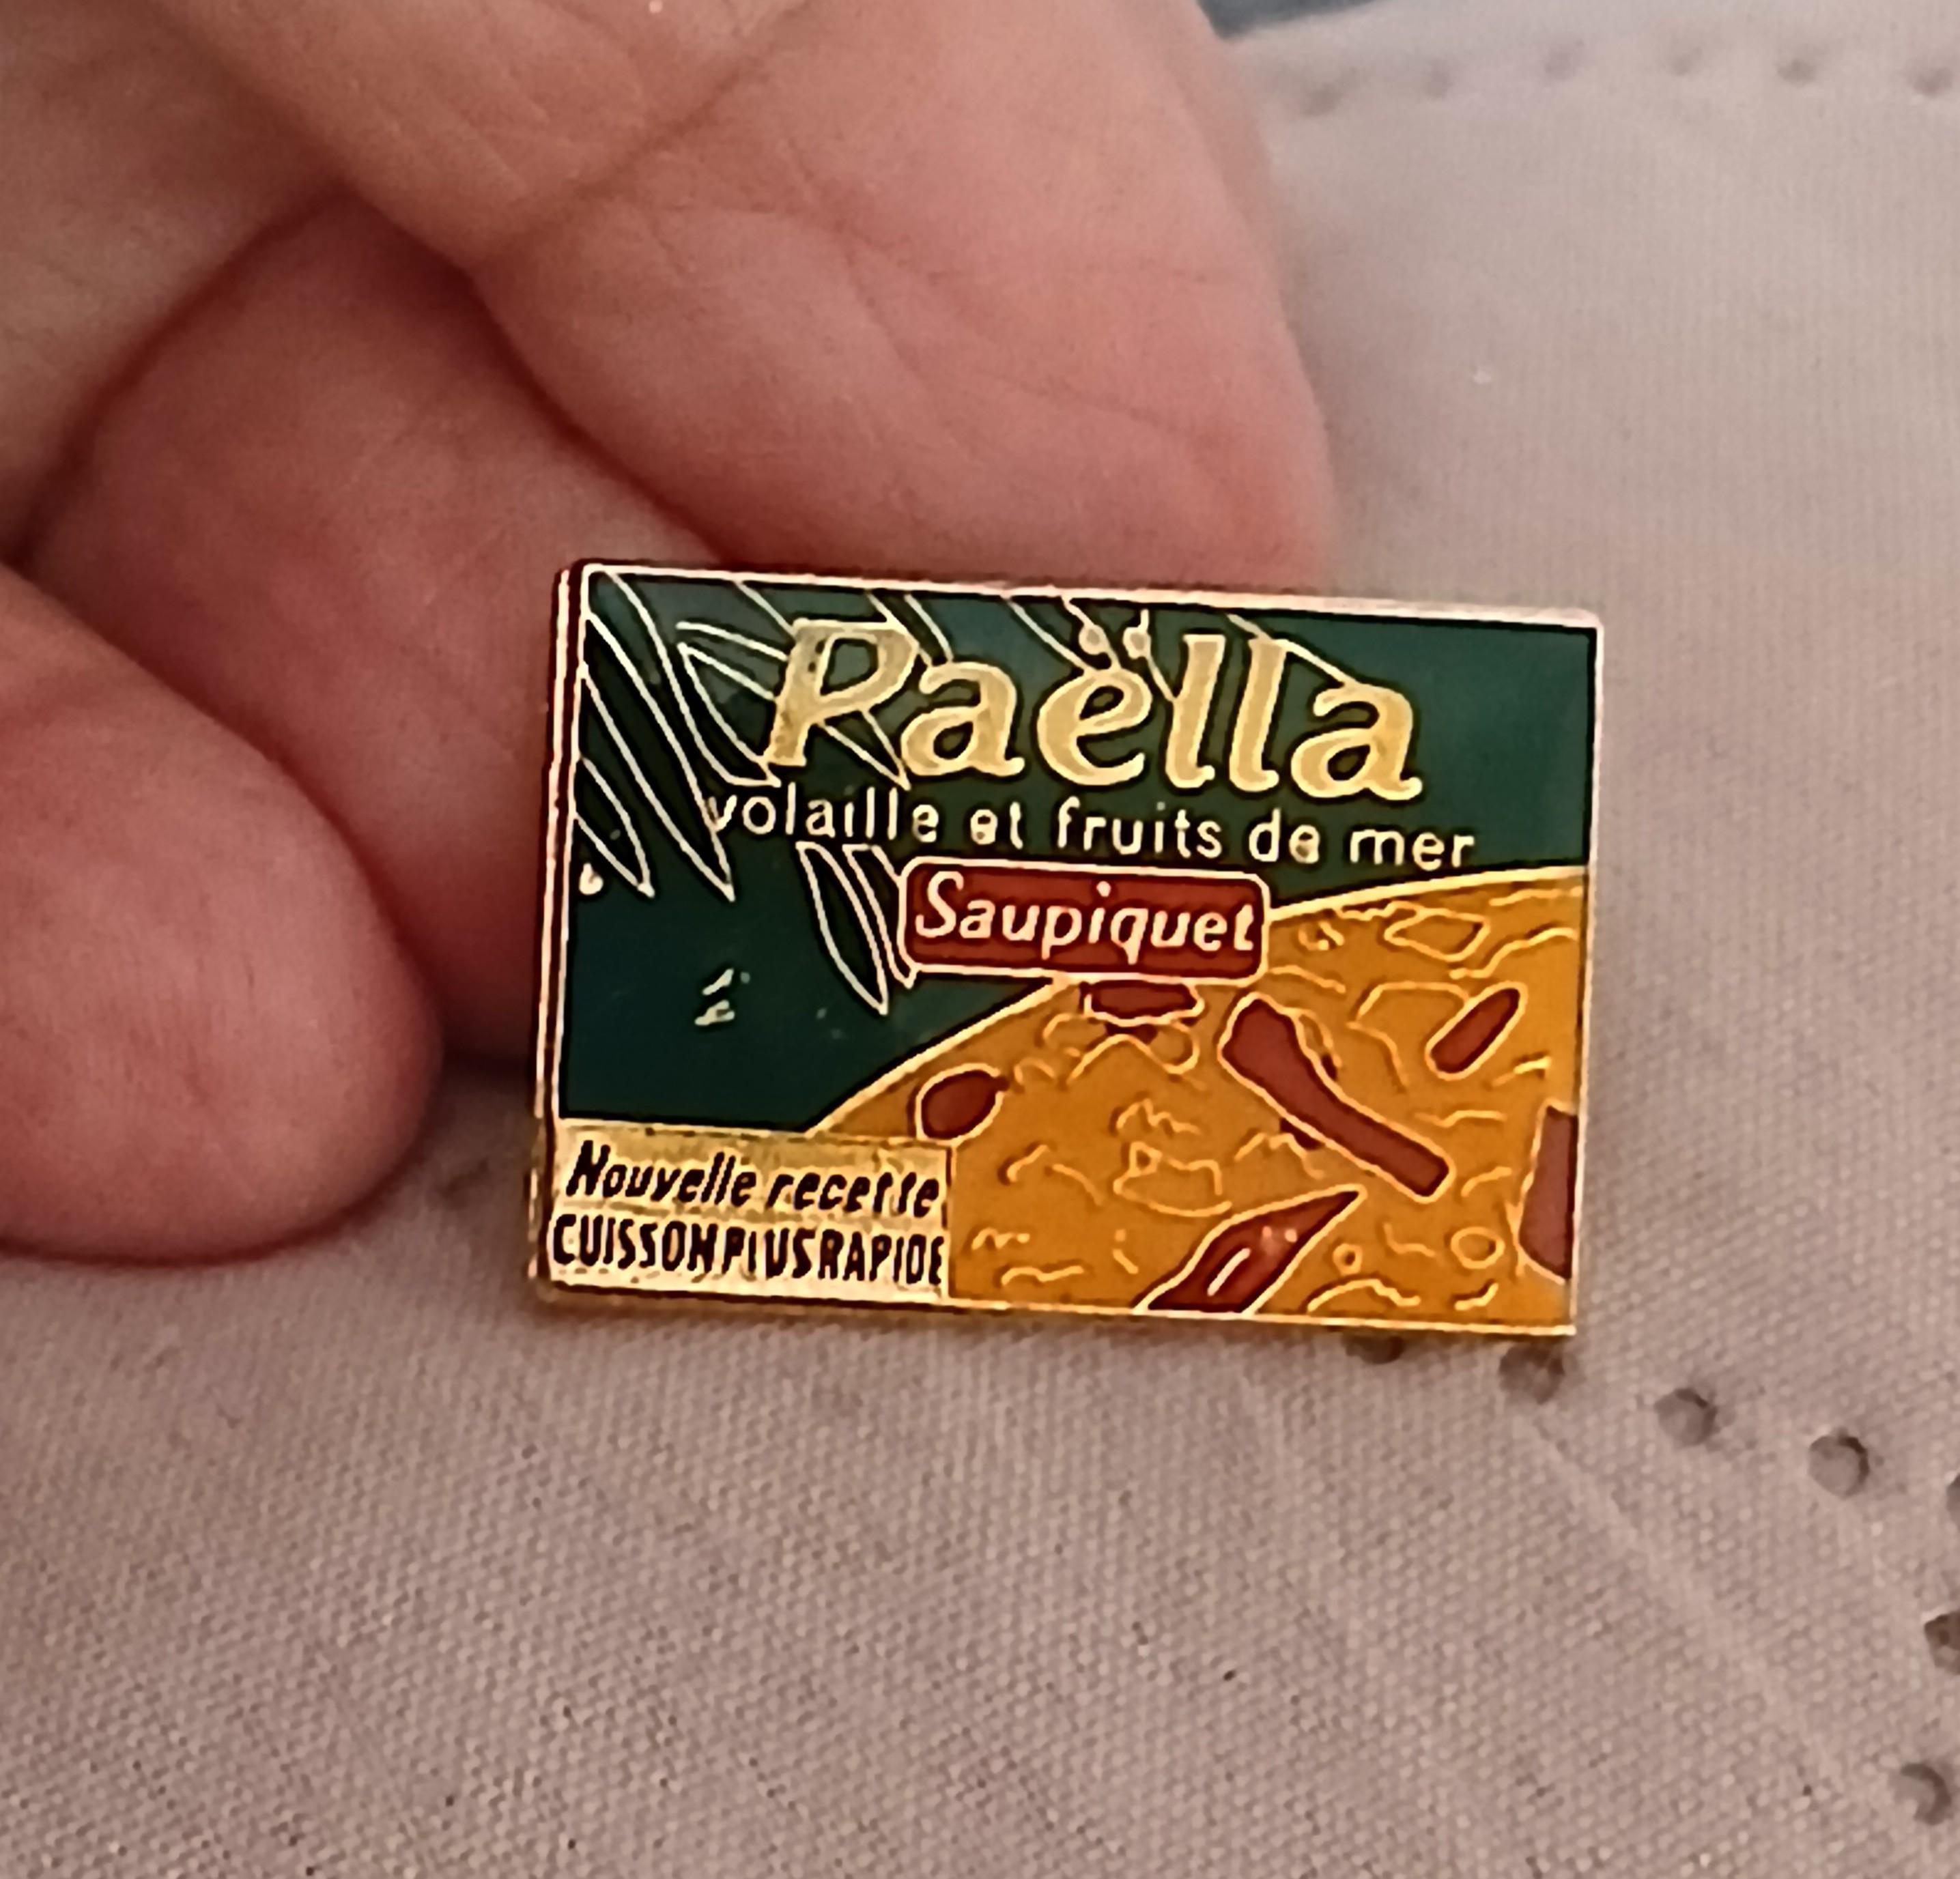 Paëlla
volaille et fruits de mer
Saupiquet
Nouvelle recette
CUISSON PLUS RAPIDE